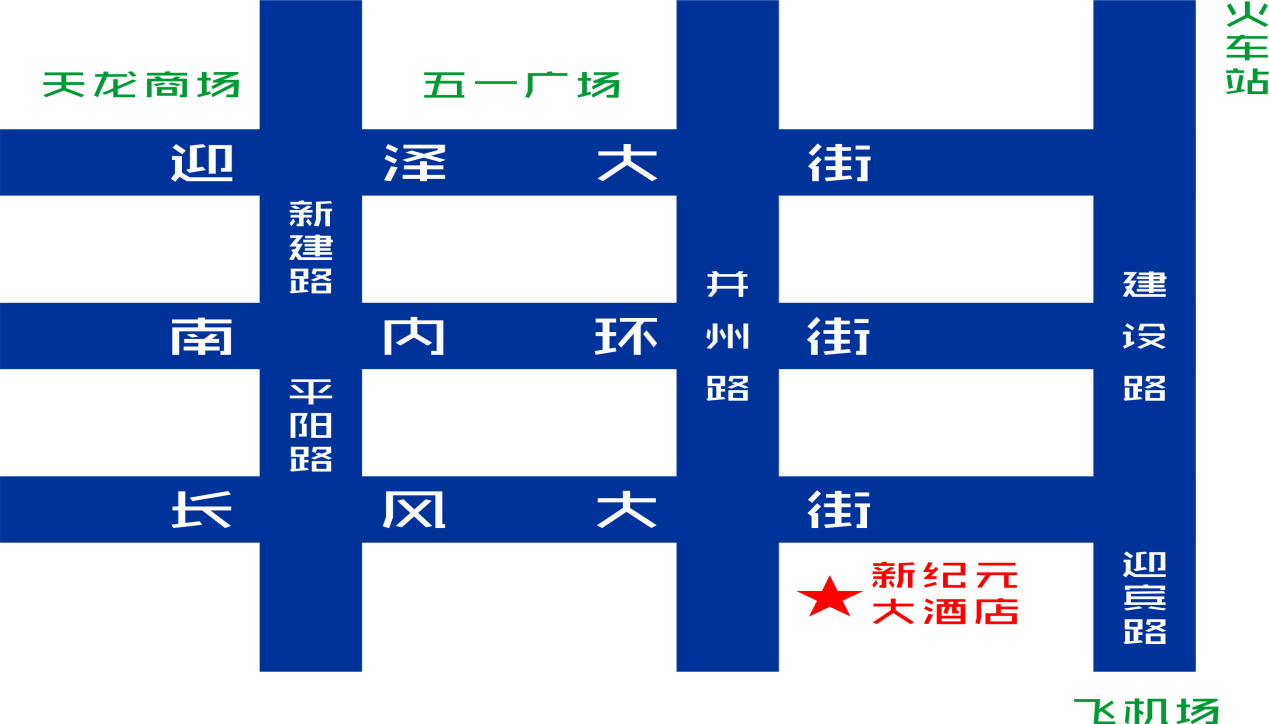 火车站
天龙商场
五一广场
迎泽大街
新建路
南内环街
并州路
建设路
平阳路
长风大街
新纪元
大酒店
迎宾路
飞机场